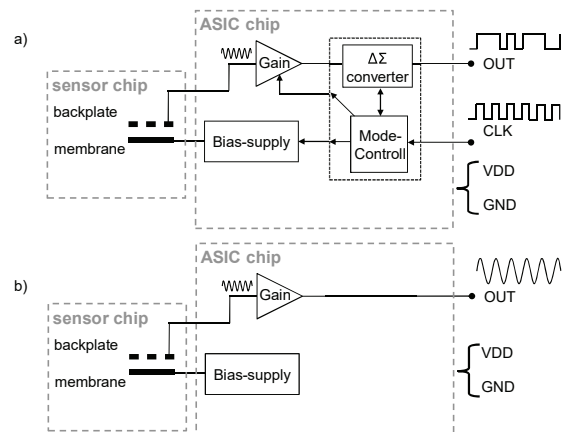 ASIC chip
a)
Gain
ΔΣ
converter
OUT
sensor chip
backplate
membrane
Bias-supply
Mode-
Controll
CLK
VDD
GND
ASIC chip
b)
Gain
OUT
sensor chip
backplate
membrane
Bias-supply
VDD
GND